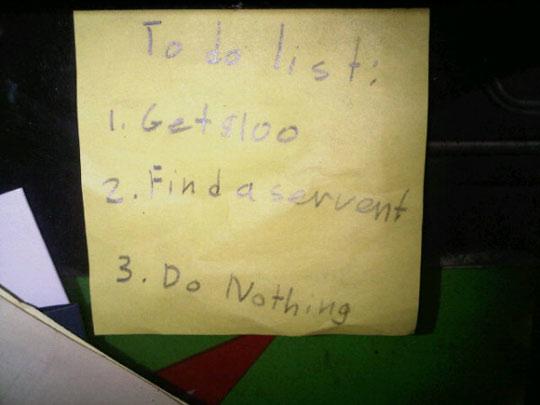 To do list:
1. Get $100
2. Find a servent
3. Do Nothing